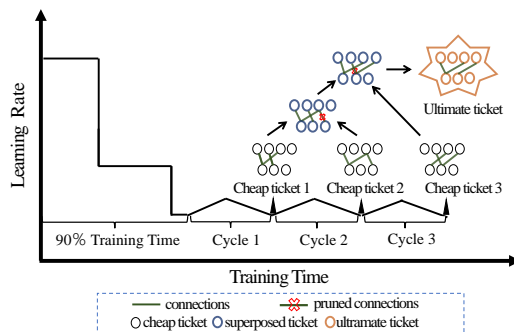 Learning Rate
Ultimate ticket
Cheap ticket 1
Cheap ticket 2
Cheap ticket 3
90% Training Time
Cycle 1
Cycle 2
Cycle 3
Training Time
connections
pruned connections
cheap ticket
superposed ticket
ultramate ticket